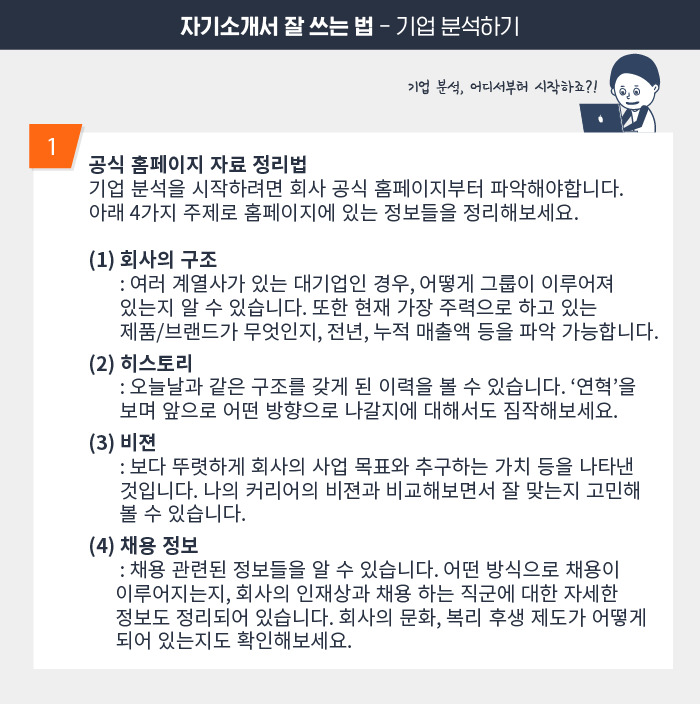 자기소개서 잘 쓰는 법 – 기업 분석하기
기업 분석, 어디서부터 시작하죠?!
1
공식 홈페이지 자료 정리법
기업 분석을 시작하려면 회사 공식 홈페이지부터 파악해야합니다.
아래 4가지 주제로 홈페이지에 있는 정보들을 정리해보세요.
(1) 회사의 구조
: 여러 계열사가 있는 대기업인 경우, 어떻게 그룹이 이루어져
있는지 알 수 있습니다. 또한 현재 가장 주력으로 하고 있는
제품/브랜드가 무엇인지, 전년, 누적 매출액 등을 파악 가능합니다.
(2) 히스토리
: 오늘날과 같은 구조를 갖게 된 이력을 볼 수 있습니다. ‘연혁’을
보며 앞으로 어떤 방향으로 나갈지에 대해서도 짐작해보세요.
(3) 비젼
: 보다 뚜렷하게 회사의 사업 목표와 추구하는 가치 등을 나타낸
것입니다. 나의 커리어의 비젼과 비교해보면서 잘 맞는지 고민해
볼 수 있습니다.
(4) 채용 정보
: 채용 관련된 정보들을 알 수 있습니다. 어떤 방식으로 채용이
이루어지는지, 회사의 인재상과 채용 하는 직군에 대한 자세한
정보도 정리되어 있습니다. 회사의 문화, 복리 후생 제도가 어떻게
되어 있는지도 확인해보세요.